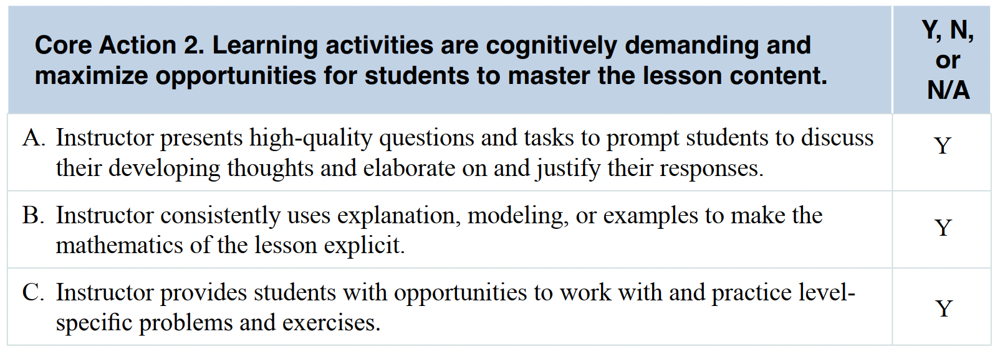 Core Action 2. Learning activities are cognitively demanding and
maximize opportunities for students to master the lesson content.
Y, N,
or
N/A
A. Instructor presents high-quality questions and tasks to prompt students to discuss
their developing thoughts and elaborate on and justify their responses.
Y
B. Instructor consistently uses explanation, modeling, or examples to make the
mathematics of the lesson explicit.
Y
C. Instructor provides students with opportunities to work with and practice level-
specific problems and exercises.
Y